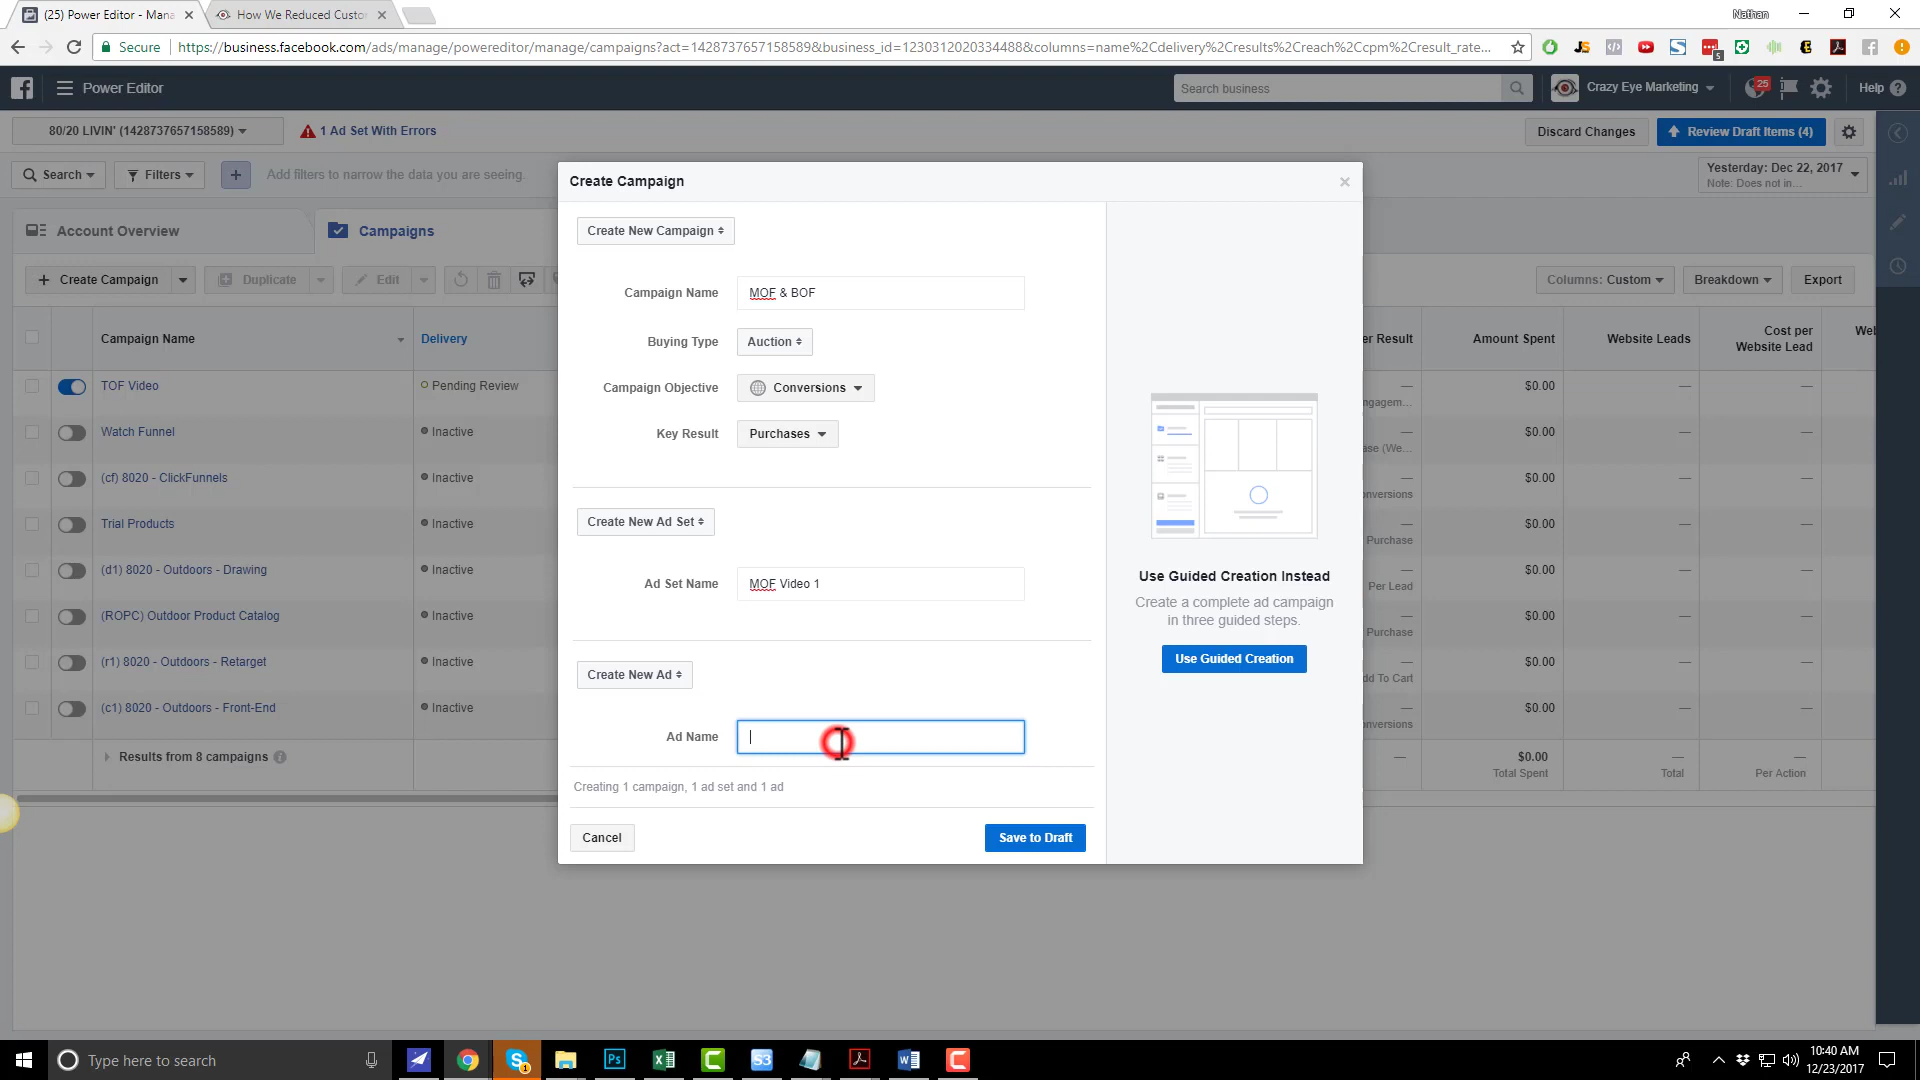 (25) Power Editor - Mana
How We Reduced Custo
Nathan
Secure
https://business.facebook.com/ads/manage/powereditor/manage/campaigns?act=1428737657158589&business_id=1230312020334488&columns=name%2Cdelivery%2Cresults%2Creach%2Ccpm%2Cresult_rate...
Power Editor
Search business
Crazy Eye Marketing
25
Help
80/20 LIVIN' (1428737657158589)
1 Ad Set With Errors
Discard Changes
Review Draft Items (4)
Search
Filters
Add filters to narrow the data you are seeing.
Yesterday: Dec 22, 2017
Note: Does not in...
Account Overview
Campaigns
Create Campaign
Duplicate
Edit
Columns: Custom
Breakdown
Export
Campaign Name
Delivery
er Result
Amount Spent
Website Leads
Cost per
Website Lead
Wel
TOF Video
Pending Review
—
ngagem...
$0.00
—
—
Watch Funnel
Inactive
—
ase (We...
$0.00
—
—
(cf) 8020 - ClickFunnels
Inactive
—
onversions
$0.00
—
—
Trial Products
Inactive
—
Purchase
$0.00
—
—
(d1) 8020 - Outdoors - Drawing
Inactive
—
Per Lead
$0.00
—
—
(ROPC) Outdoor Product Catalog
Inactive
—
Purchase
$0.00
—
—
(r1) 8020 - Outdoors - Retarget
Inactive
—
dd To Cart
$0.00
—
—
(c1) 8020 - Outdoors - Front-End
Inactive
—
onversions
$0.00
—
—
Results from 8 campaigns
—
$0.00
Total Spent
—
Total
—
Per Action
Create Campaign
Create New Campaign
Campaign Name
MOF & BOF
Buying Type
Auction
Campaign Objective
Conversions
Key Result
Purchases
Create New Ad Set
Ad Set Name
MOF Video 1
Create New Ad
Ad Name
Creating 1 campaign, 1 ad set and 1 ad
Cancel
Save to Draft
Use Guided Creation Instead
Create a complete ad campaign
in three guided steps.
Use Guided Creation
Type here to search
10:40 AM
12/23/2017